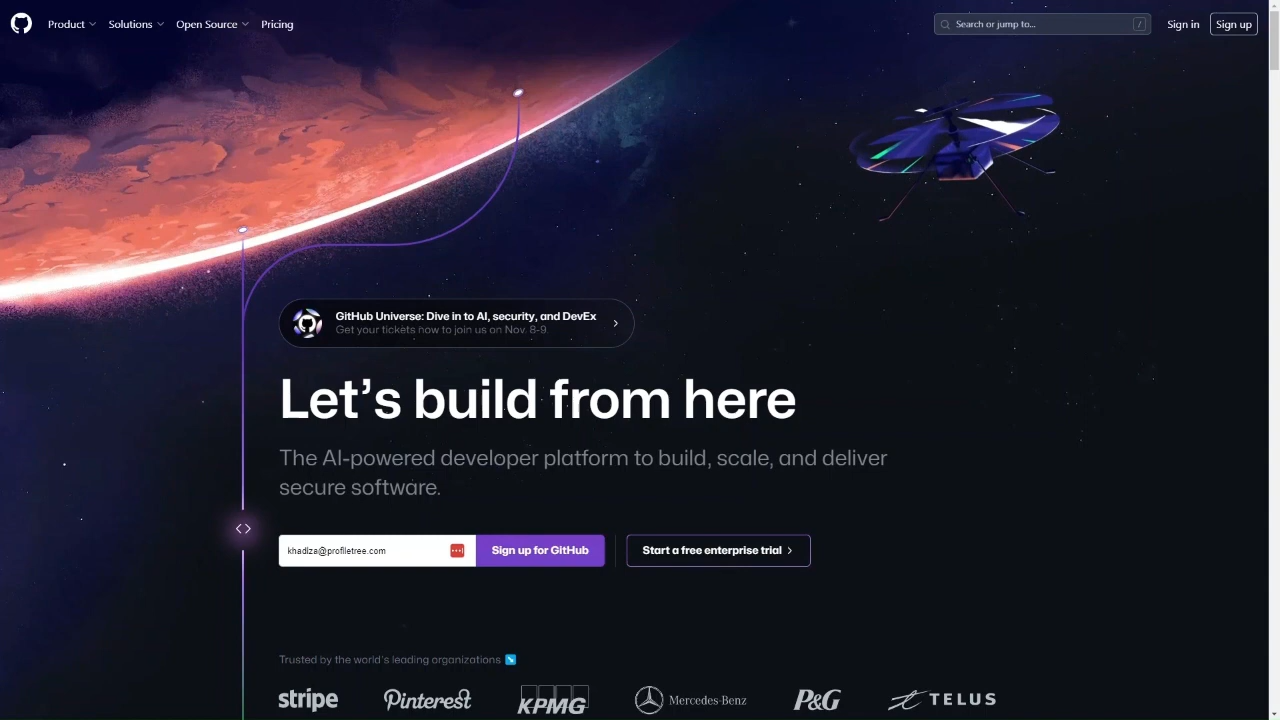 Product
Solutions
Open Source
Pricing
Search or jump to...
/
Sign in
Sign up
GitHub Universe: Dive in to AI, security, and DevEx
Get your tickets now to join us on Nov. 8-9.
Let's build from here
The AI-powered developer platform to build, scale, and deliver
secure software.
khadiza@profiletree.com
Sign up for GitHub
Start a free enterprise trial
Trusted by the world's leading organizations
stripe
Pinterest
KPMG
Mercedes-Benz
P&G
TELUS